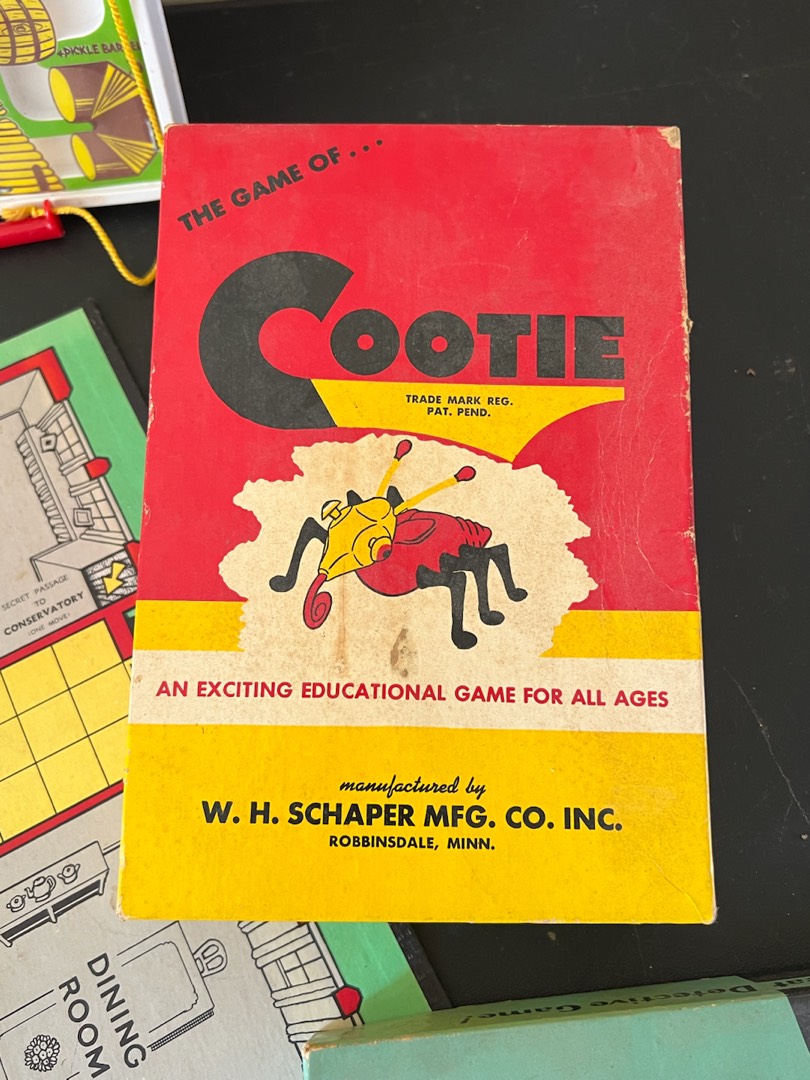 +PICKLE BARREL
THE GAME OF...
COOTIE
TRADE MARK REG.
PAT. PEND.
AN EXCITING EDUCATIONAL GAME FOR ALL AGES
manufactured by
W. H. SCHAPER MFG. CO. INC.
ROBBINSDALE, MINN.
SECRET PASSAGE
TO
CONSERVATORY
(ONE MOVE)
DINING
ROOM
Detective Game!